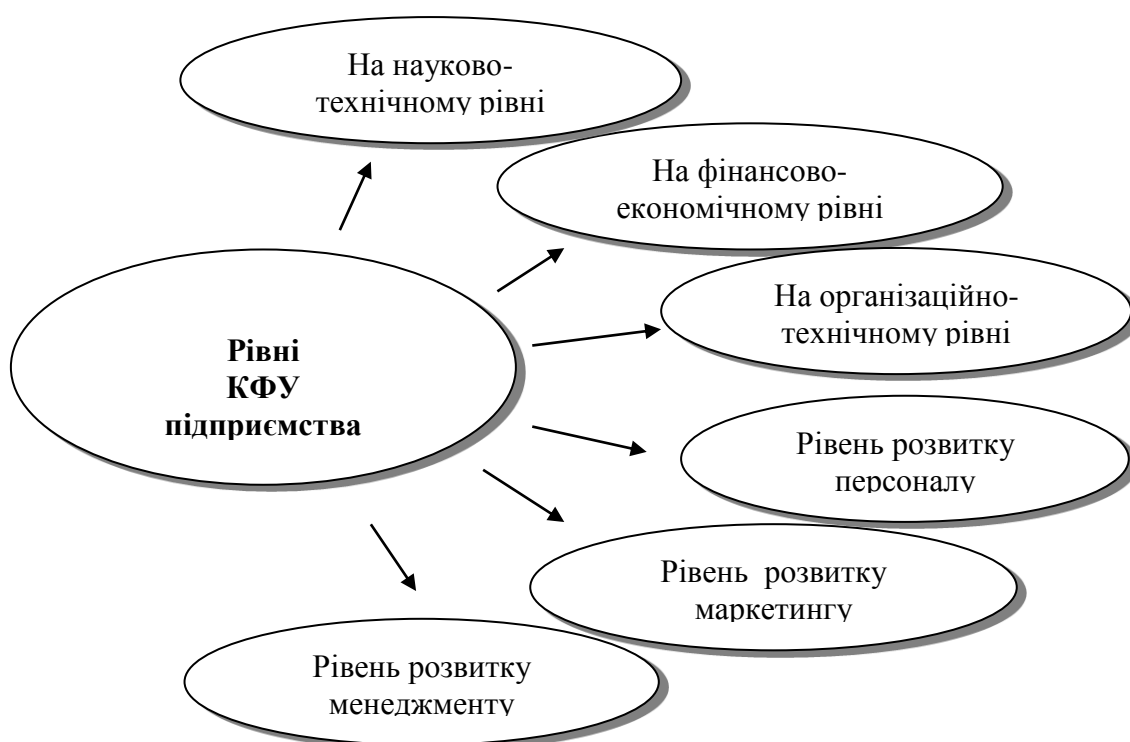 На науково-
технічному рівні
На фінансово-
економічному рівні
На організаційно-
технічному рівні
Рівні
КФУ
підприємства
Рівень розвитку
персоналу
Рівень розвитку
маркетингу
Рівень розвитку
менеджменту